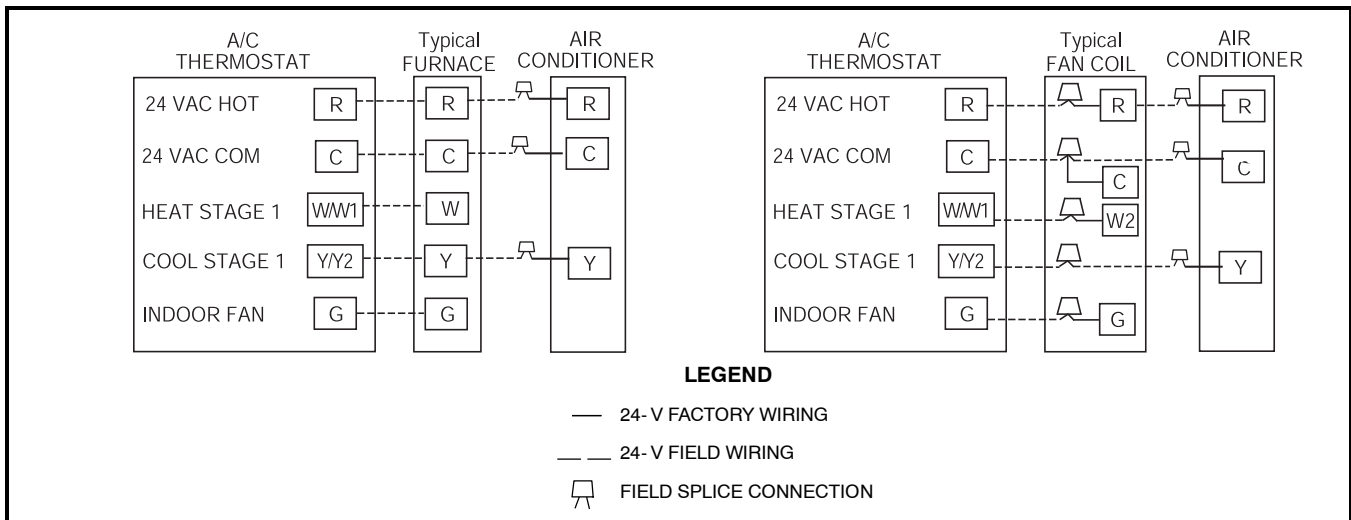 A/C THERMOSTAT
Typical FURNACE
AIR CONDITIONER
24 VAC HOT R R R
24 VAC COM C C C
HEAT STAGE 1 W/W1 W
COOL STAGE 1 Y/Y2 Y Y
INDOOR FAN G G
A/C THERMOSTAT
Typical FAN COIL
AIR CONDITIONER
24 VAC HOT R R R
24 VAC COM C C C
HEAT STAGE 1 W/W1 W2
COOL STAGE 1 Y/Y2 Y
INDOOR FAN G G
LEGEND
24- V FACTORY WIRING
24- V FIELD WIRING
FIELD SPLICE CONNECTION